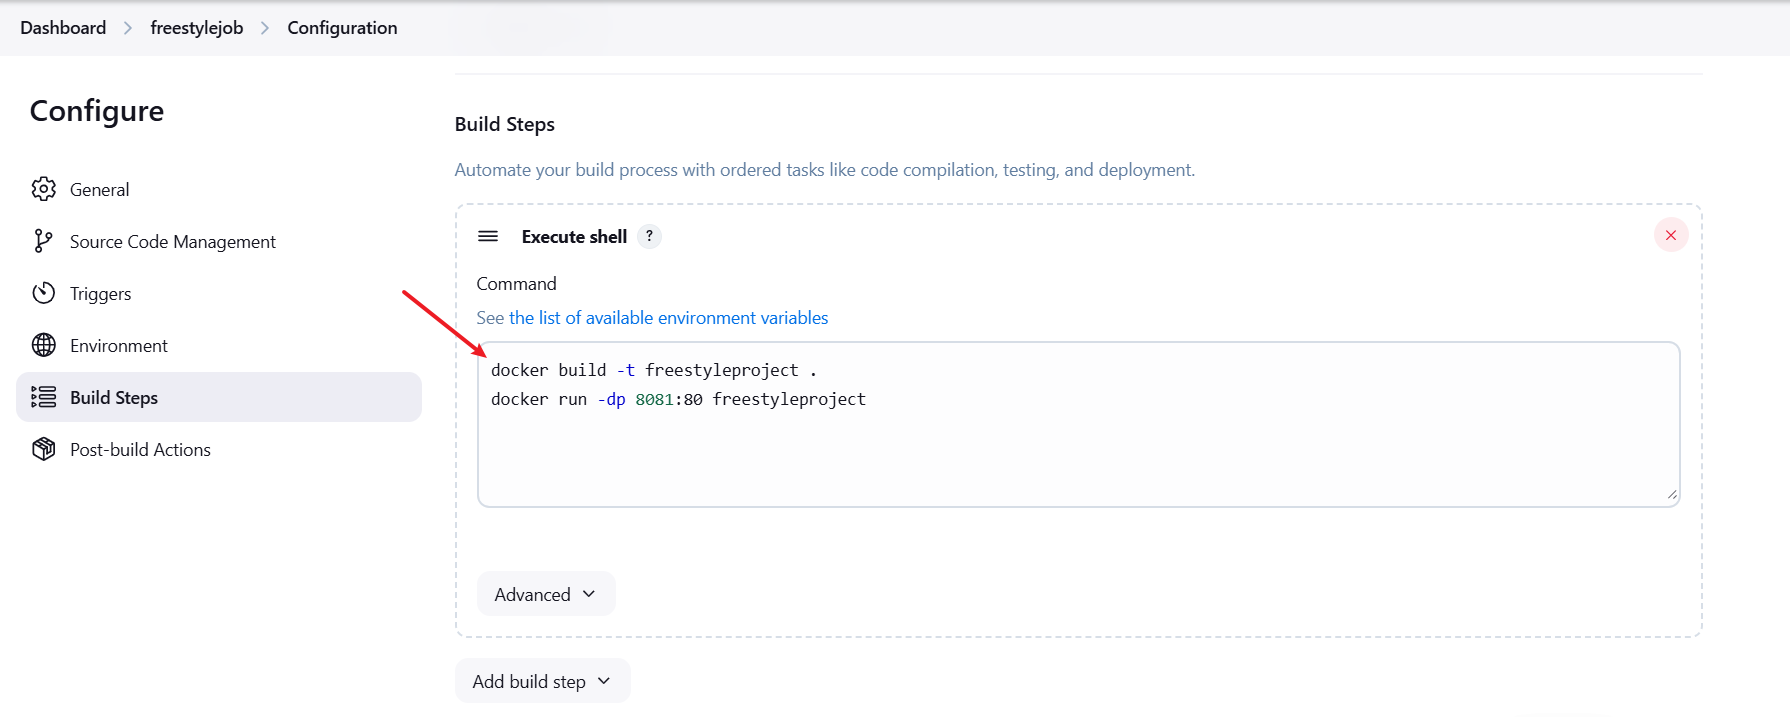 Dashboard > freestylejob > Configuration
Configure
General
Source Code Management
Triggers
Environment
Build Steps
Post-build Actions
Build Steps
Automate your build process with ordered tasks like code compilation, testing, and deployment.
Execute shell ?
Command
See the list of available environment variables
docker build -t freestyleproject .
docker run -dp 8081:80 freestyleproject
Advanced
Add build step